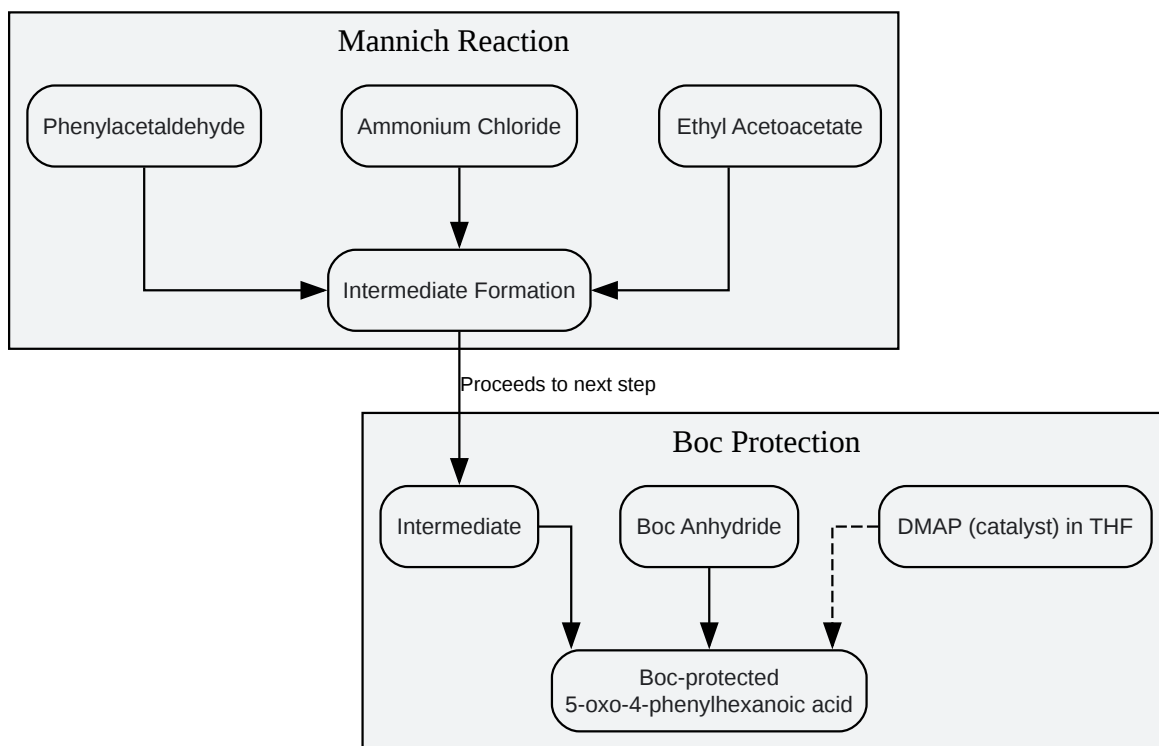 Mannich Reaction
Phenylacetaldehyde
Ammonium Chloride
Ethyl Acetoacetate
Intermediate Formation
Proceeds to next step
Boc Protection
Intermediate
Boc Anhydride
DMAP (catalyst) in THF
Boc-protected
5-oxo-4-phenylhexanoic acid